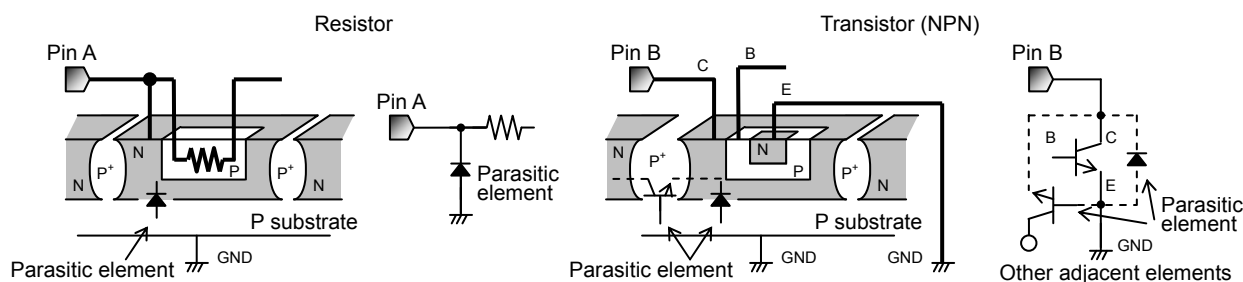 Resistor
Transistor (NPN)
Pin A
Pin B
B
C
E
Pin B
Pin A
N
P+
N
P
P+
N
Parasitic
element
N
P+
N
P
P+
N
B
C
E
Parasitic
element
P substrate
P substrate
GND
GND
GND
GND
Parasitic element
Parasitic element
Other adjacent elements